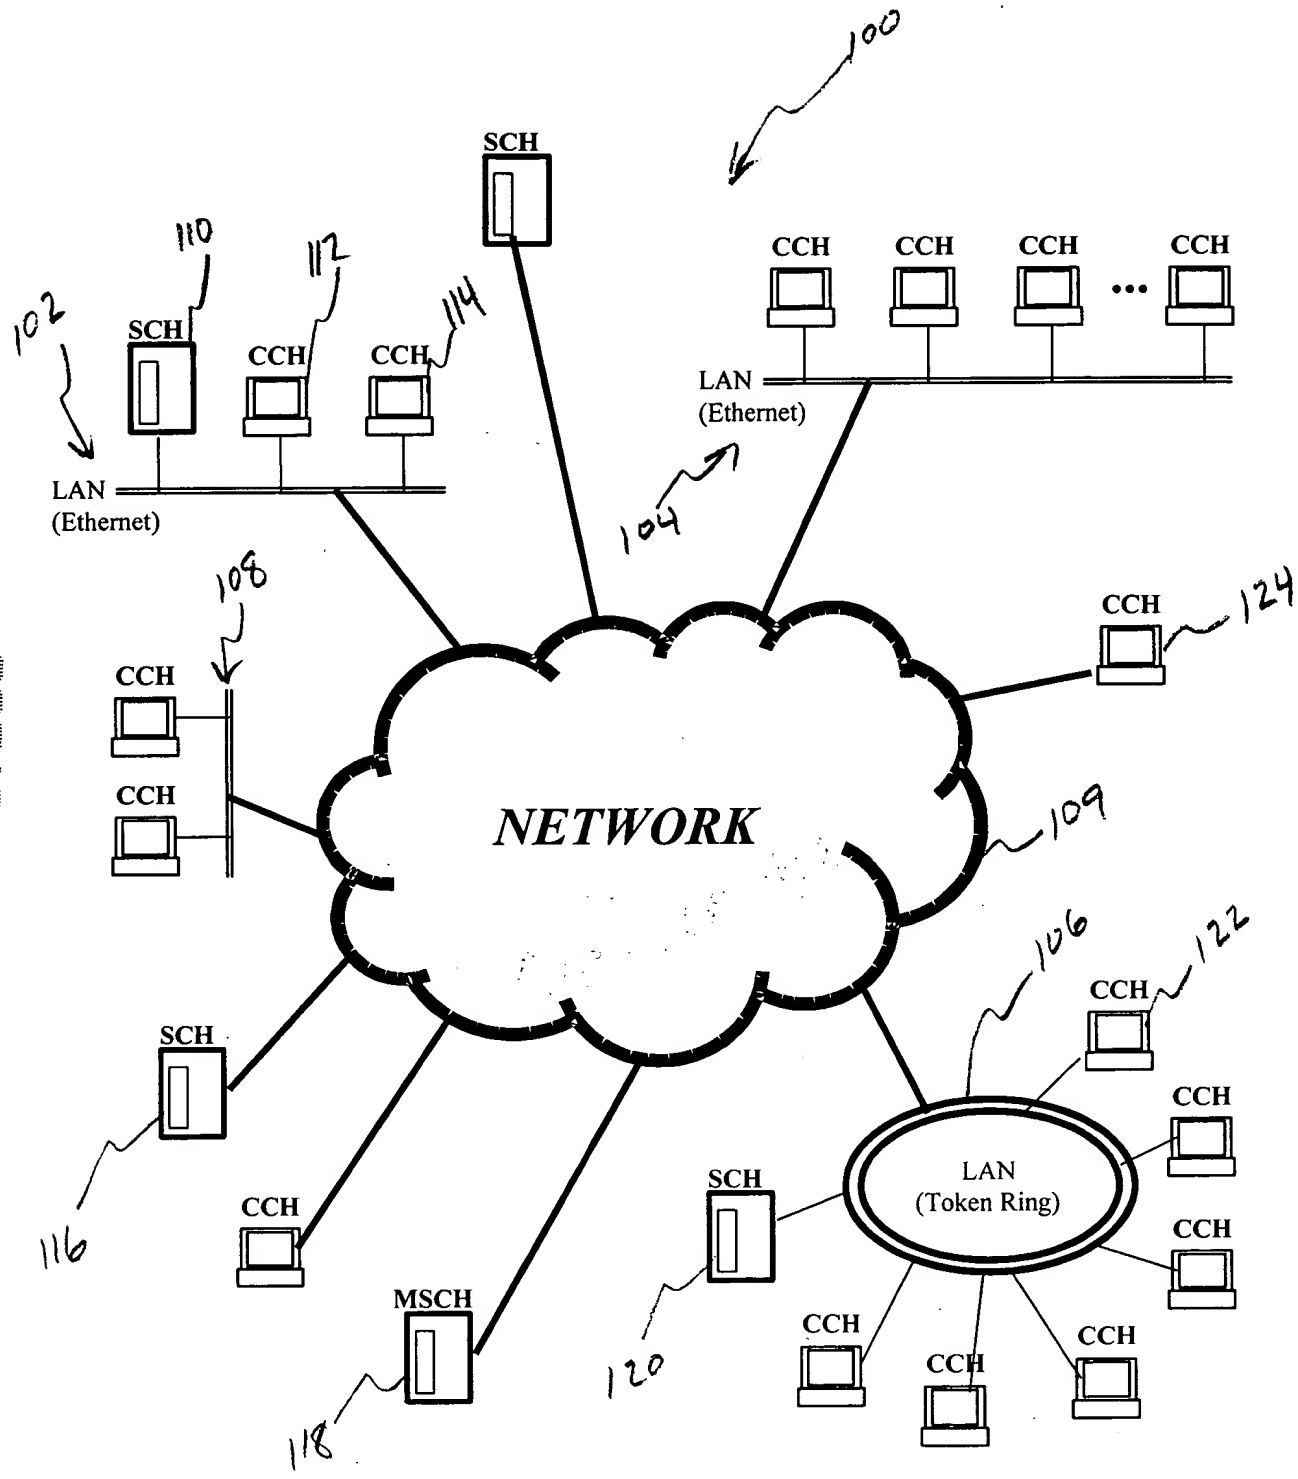 100
SCH
110
112
114
102
SCH
CCH
CCH
CCH
CCH
CCH
...
CCH
LAN
(Ethernet)
LAN
(Ethernet)
104
108
CCH
124
CCH
CCH
NETWORK
109
106
122
CCH
SCH
116
CCH
CCH
LAN
(Token Ring)
SCH
CCH
CCH
MSCH
118
120
CCH
CCH
CCH